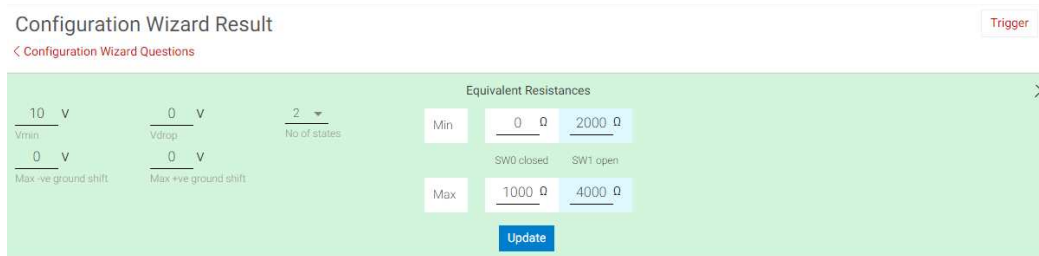 Configuration Wizard Result
Trigger
< Configuration Wizard Questions
Equivalent Resistances
10 V
Vmin
0 V
Vdrop
2
No of states
0 V
Max -ve ground shift
0 V
Max +ve ground shift
Min
0 Ω
2000 Ω
SW0 closed
SW1 open
Max
1000 Ω
4000 Ω
Update